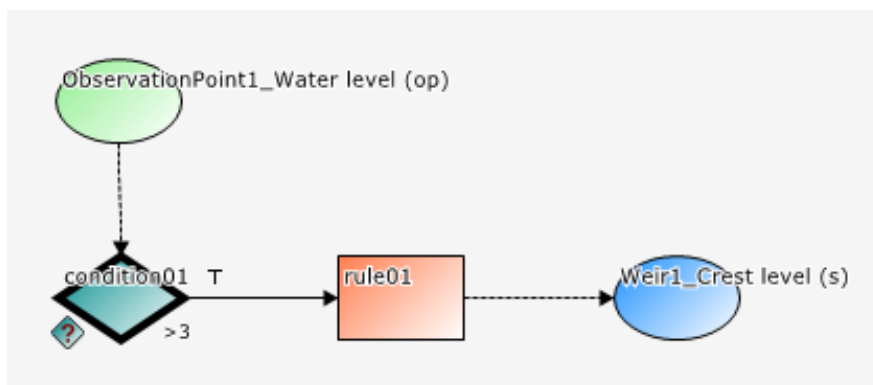 ObservationPoint1_Water level (op)
condition01 T
rule01
Weir1_Crest level (s)
?
>3